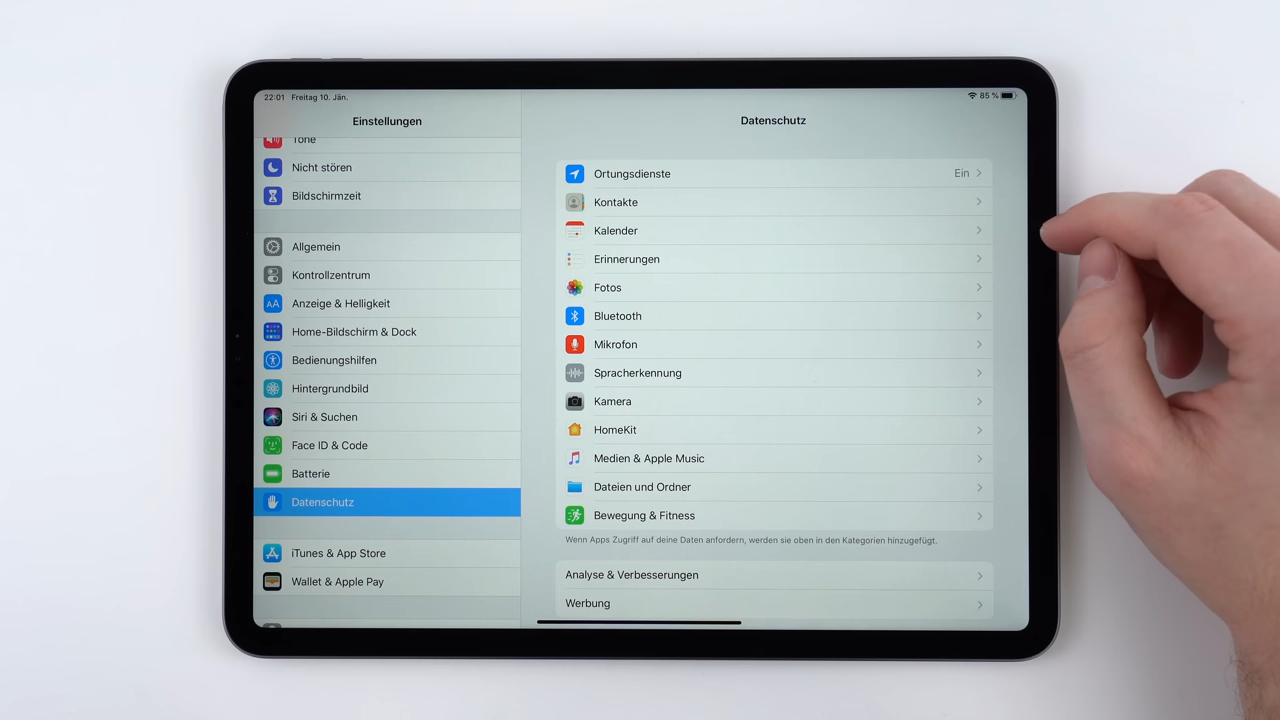 22:01 Freitag 10. Jän.
85 %
Einstellungen
Töne
Nicht stören
Bildschirmzeit
Allgemein
Kontrollzentrum
AA Anzeige & Helligkeit
Home-Bildschirm & Dock
Bedienungshilfen
Hintergrundbild
Siri & Suchen
Face ID & Code
Batterie
Datenschutz
iTunes & App Store
Wallet & Apple Pay
Datenschutz
Ortungsdienste Ein
Kontakte
Kalender
Erinnerungen
Fotos
Bluetooth
Mikrofon
Spracherkennung
Kamera
HomeKit
Medien & Apple Music
Dateien und Ordner
Bewegung & Fitness
Wenn Apps Zugriff auf deine Daten anfordern, werden sie oben in den Kategorien hinzugefügt.
Analyse & Verbesserungen
Werbung